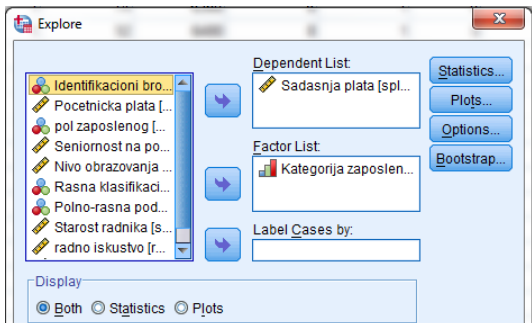 Explore
Dependent List:
Identifikacioni bro...
Pocetnicka plata [...
pol zaposlenog [...
Seniornost na po...
Nivo obrazovanja ...
Rasna klasifikaci...
Polno-rasna pod...
Starost radnika [s...
radno iskustvo [r...
Sadasnja plata [spl...
Factor List:
Kategorija zaposlen...
Label Cases by:
Statistics...
Plots...
Options...
Bootstrap...
Display
Both Statistics Plots